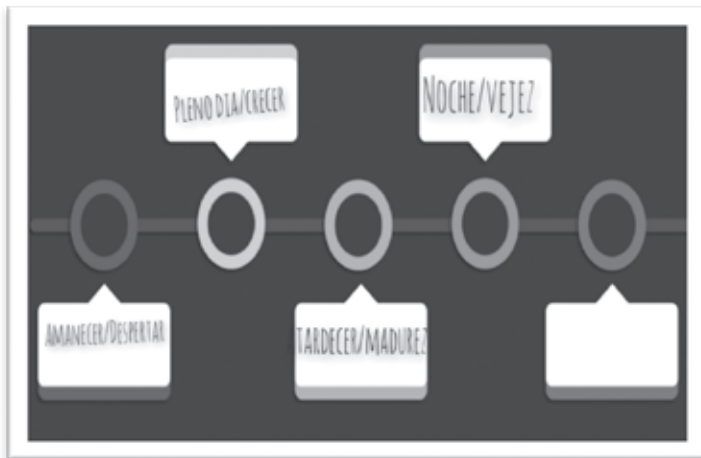 Amanecer/Despertar
Pleno dia/crecer
tardecer/madurez
Noche/vejez